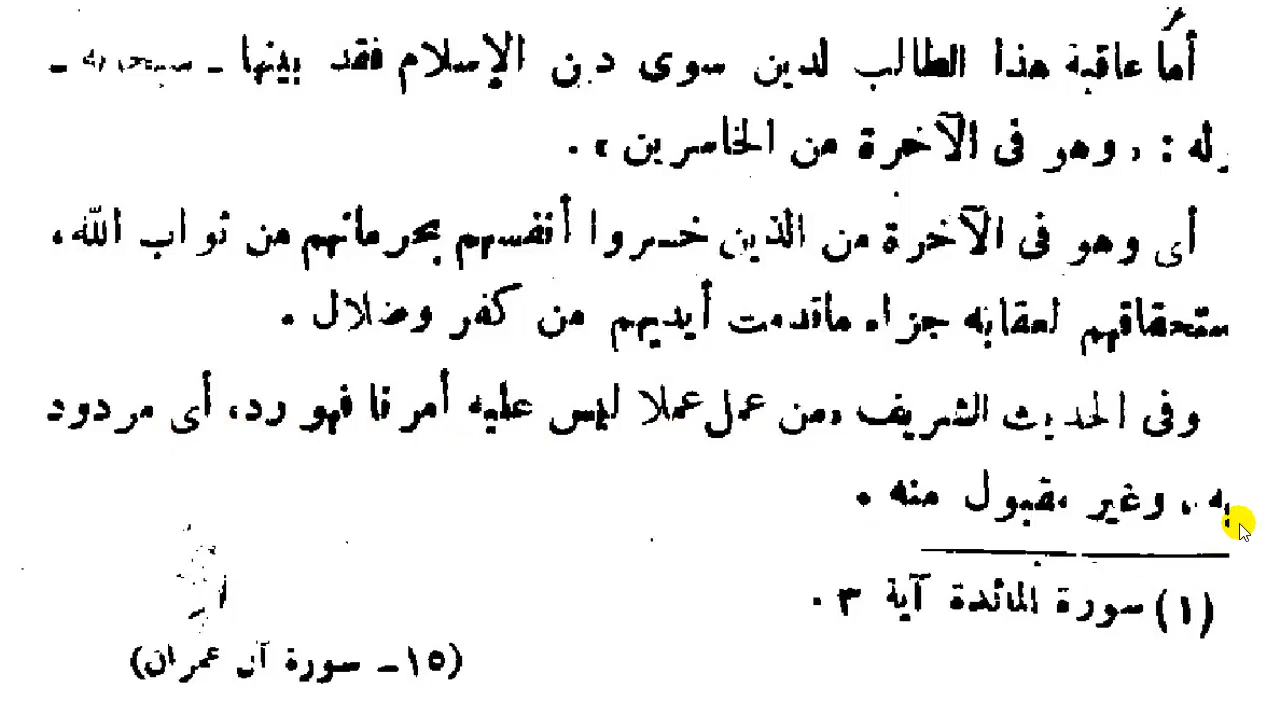 أما عاقبة هذا الطالب لدين سوى دين الإسلام فقد بينها ـ سبحانه ـ
له : « وهو فى الآخرة من الخاسرين » .
أى وهو فى الآخرة من الذين خسروا أنفسهم بحرمانهم من ثواب الله ،
ستحقاقهم لعقابه جزاء ماقدمت أيديهم من كفر وضلال .
وفى الحديث الشريف «من عمل عملا ليس عليه أمرنا فهو رد» أى مردود
به ، وغير مقبول منه .
(١) سورة المائدة آية ٣ .
(١٥ ـ سورة آل عمران)